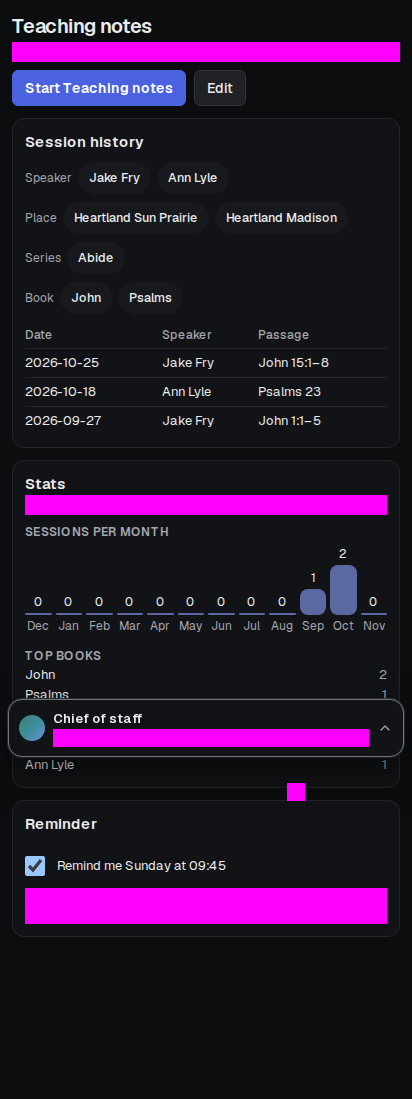 Teaching notes
Start Teaching notes Edit
Session history
Speaker Jake Fry Ann Lyle
Place Heartland Sun Prairie Heartland Madison
Series Abide
Book John Psalms
Date Speaker Passage
2026-10-25 Jake Fry John 15:1–8
2026-10-18 Ann Lyle Psalms 23
2026-09-27 Jake Fry John 1:1–5
Stats
SESSIONS PER MONTH
0 0 0 0 0 0 0 0 0 1 2 0
Dec Jan Feb Mar Apr May Jun Jul Aug Sep Oct Nov
TOP BOOKS
John 2
Psalms 1
Chief of staff
Ann Lyle 1
Reminder
Remind me Sunday at 09:45